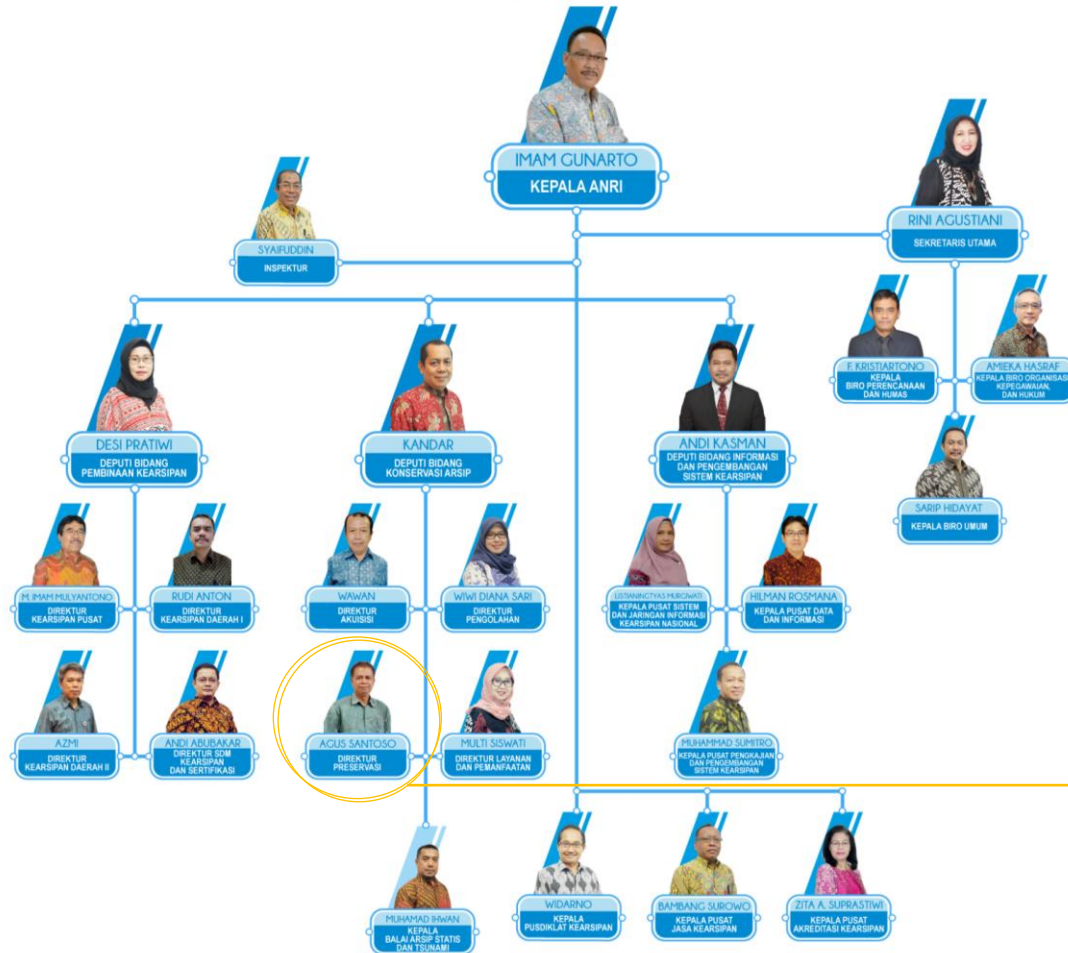 IMAM GUNARTO
KEPALA ANRI
RINI AGUSTIANI
SEKRETARIS UTAMA
SYAIFUDDIN
INSPEKTUR
F. KRISTIARTONO
KEPALA
BIRO PERENCANAAN
DAN HUMAS
AMIEKA HASRAF
KEPALA BIRO ORGANISASI,
KEPEGAWAIAN,
DAN HUKUM
SARIP HIDAYAT
KEPALA BIRO UMUM
DESI PRATIWI
DEPUTI BIDANG
PEMBINAAN KEARSIPAN
KANDAR
DEPUTI BIDANG
KONSERVASI ARSIP
ANDI KASMAN
DEPUTI BIDANG INFORMASI
DAN PENGEMBANGAN
SISTEM KEARSIPAN
M. IMAM MULYANTONO
DIREKTUR
KEARSIPAN PUSAT
RUDI ANTON
DIREKTUR
KEARSIPAN DAERAH I
WAWAN
DIREKTUR
AKUISISI
WIWI DIANA SARI
DIREKTUR
PENGOLAHAN
LISTIANINGTYAS MURGIWATI
KEPALA PUSAT SISTEM
DAN JARINGAN INFORMASI
KEARSIPAN NASIONAL
HILMAN ROSMANA
KEPALA PUSAT DATA
DAN INFORMASI
AZMI
DIREKTUR
KEARSIPAN DAERAH II
ANDI ABUBAKAR
DIREKTUR SDM
KEARSIPAN
DAN SERTIFIKASI
AGUS SANTOSO
DIREKTUR
PRESERVASI
MULTI SISWATI
DIREKTUR LAYANAN
DAN PEMANFAATAN
MUHAMMAD SUMITRO
KEPALA PUSAT PENGKAJIAN
DAN PENGEMBANGAN
SISTEM KEARSIPAN
MUHAMAD IHWAN
KEPALA
BALAI ARSIP STATIS
DAN TSUNAMI
WIDARNO
KEPALA
PUSDIKLAT KEARSIPAN
BAMBANG SUROWO
KEPALA PUSAT
JASA KEARSIPAN
ZITA A. SUPRASTIWI
KEPALA PUSAT
AKREDITASI KEARSIPAN